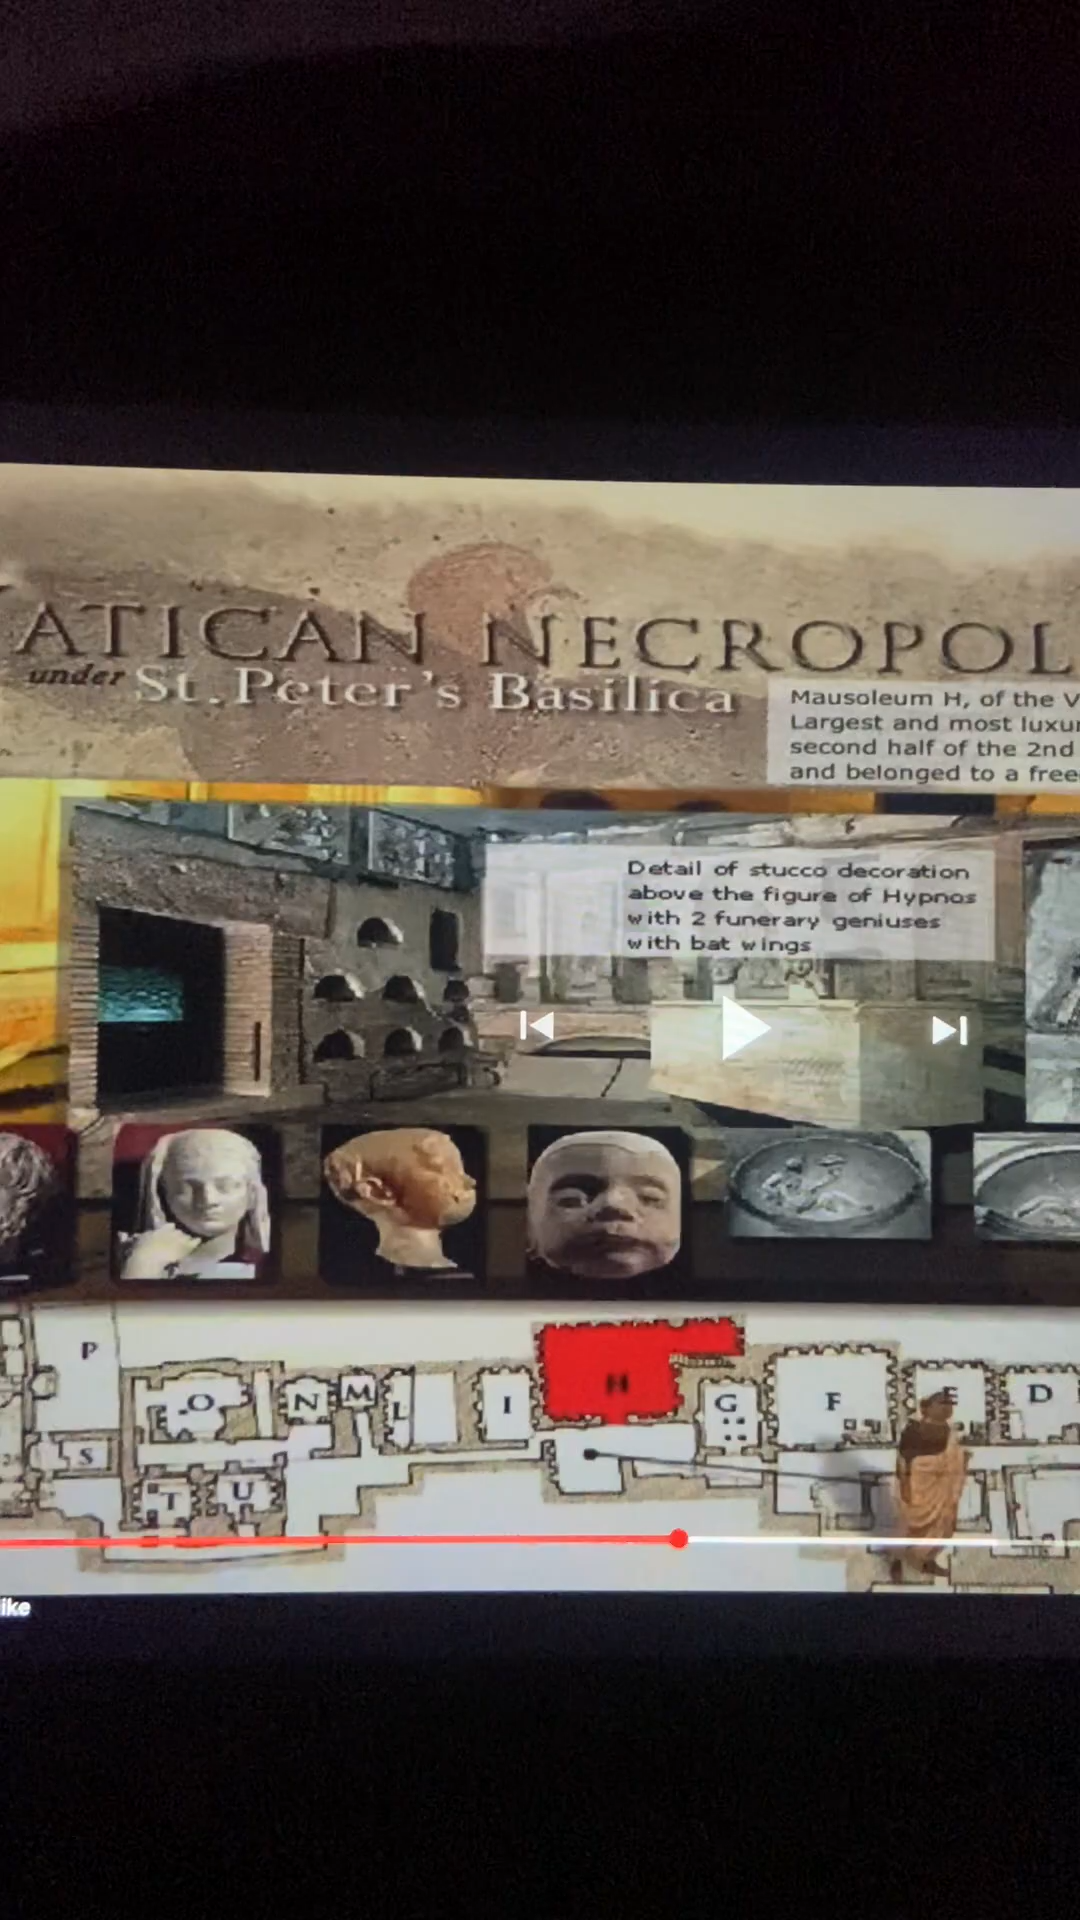 VATICAN NECROPOL
under St. Peter's Basilica
Mausoleum H, of the V
Largest and most luxur
second half of the 2nd
and belonged to a free
Detail of stucco decoration
above the figure of Hypnos
with 2 funerary geniuses
with bat wings
P
O
N
M
L
I
H
G
F
E
D
S
T
U
ike